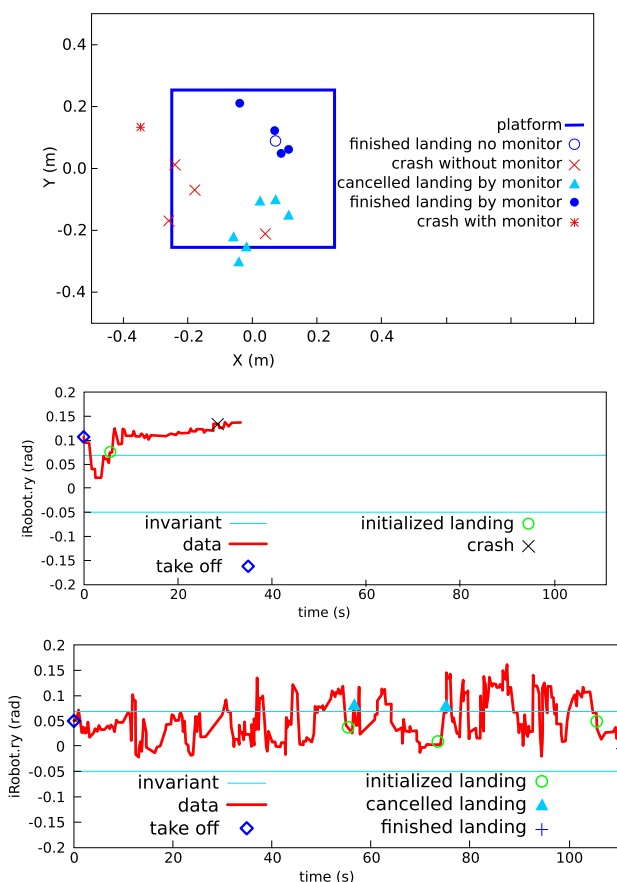 0.4
0.2
0.0
-0.2
-0.4
Y (m)
platform
finished landing no monitor
crash without monitor
cancelled landing by monitor
finished landing by monitor
crash with monitor
-0.4 -0.2 0.0 0.2 0.4
X (m)
0.2
0.15
0.1
0.05
0
-0.05
-0.1
-0.15
-0.2
iRobot.ry (rad)
invariant
data
take off
initialized landing
crash
0 20 40 60 80 100
time (s)
0.2
0.15
0.1
0.05
0
-0.05
-0.1
-0.15
-0.2
iRobot.ry (rad)
invariant
data
take off
initialized landing
cancelled landing
finished landing
0 20 40 60 80 100
time (s)